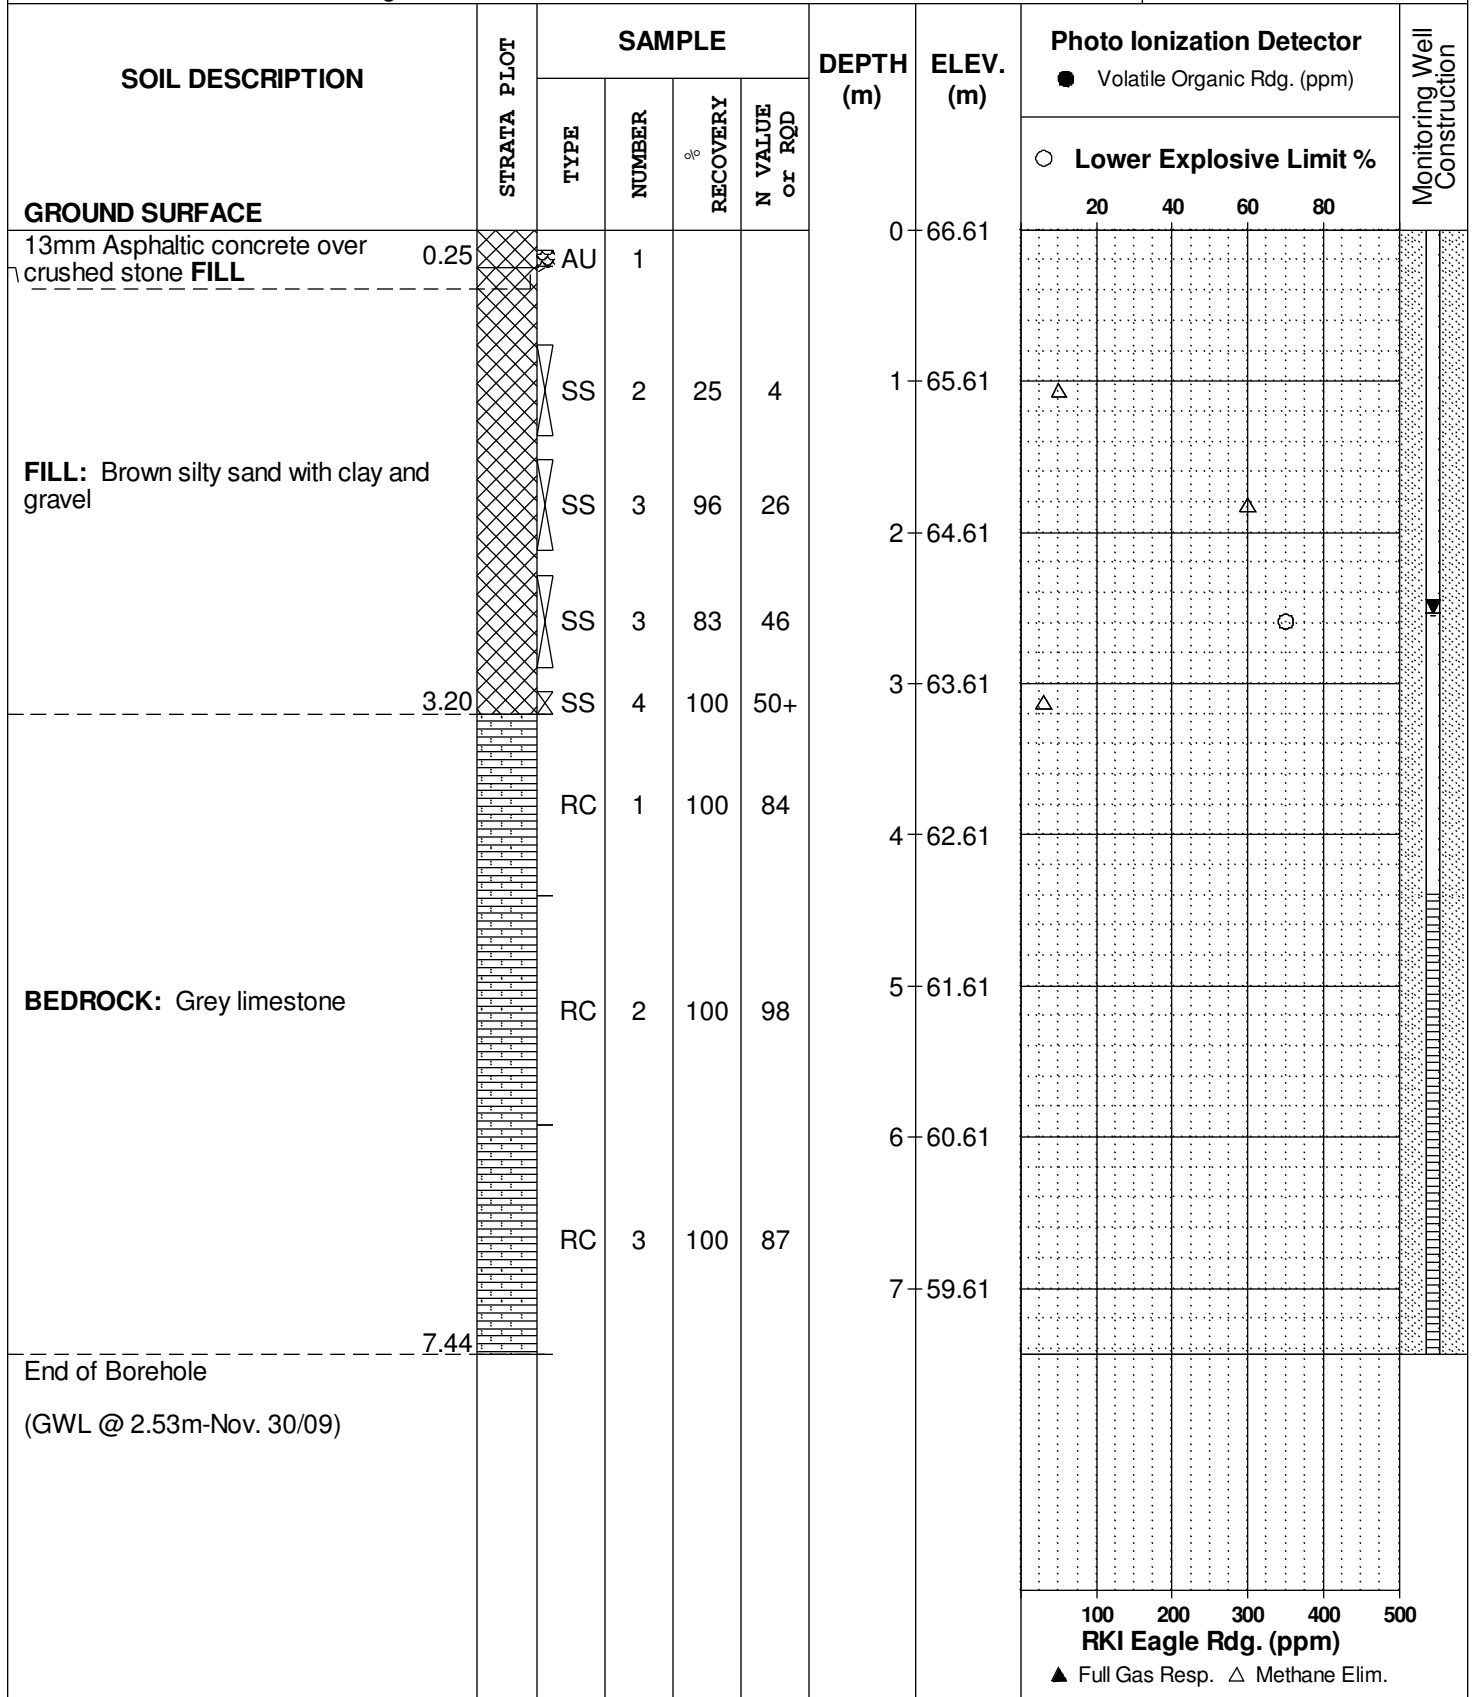 SOIL DESCRIPTION
STRATA PLOT
SAMPLE
TYPE
NUMBER
% RECOVERY
N VALUE or RQD
DEPTH (m)
ELEV. (m)
Photo Ionization Detector
● Volatile Organic Rdg. (ppm)
○ Lower Explosive Limit %
20 40 60 80
Monitoring Well Construction
GROUND SURFACE
0 66.61
13mm Asphaltic concrete over
crushed stone FILL
0.25
AU 1
SS 2 25 4
1 65.61
FILL: Brown silty sand with clay and
gravel
SS 3 96 26
2 64.61
SS 3 83 46
3 63.61
3.20
SS 4 100 50+
RC 1 100 84
4 62.61
5 61.61
BEDROCK: Grey limestone
RC 2 100 98
6 60.61
RC 3 100 87
7 59.61
7.44
End of Borehole
(GWL @ 2.53m-Nov. 30/09)
100 200 300 400 500
RKI Eagle Rdg. (ppm)
▲ Full Gas Resp. △ Methane Elim.